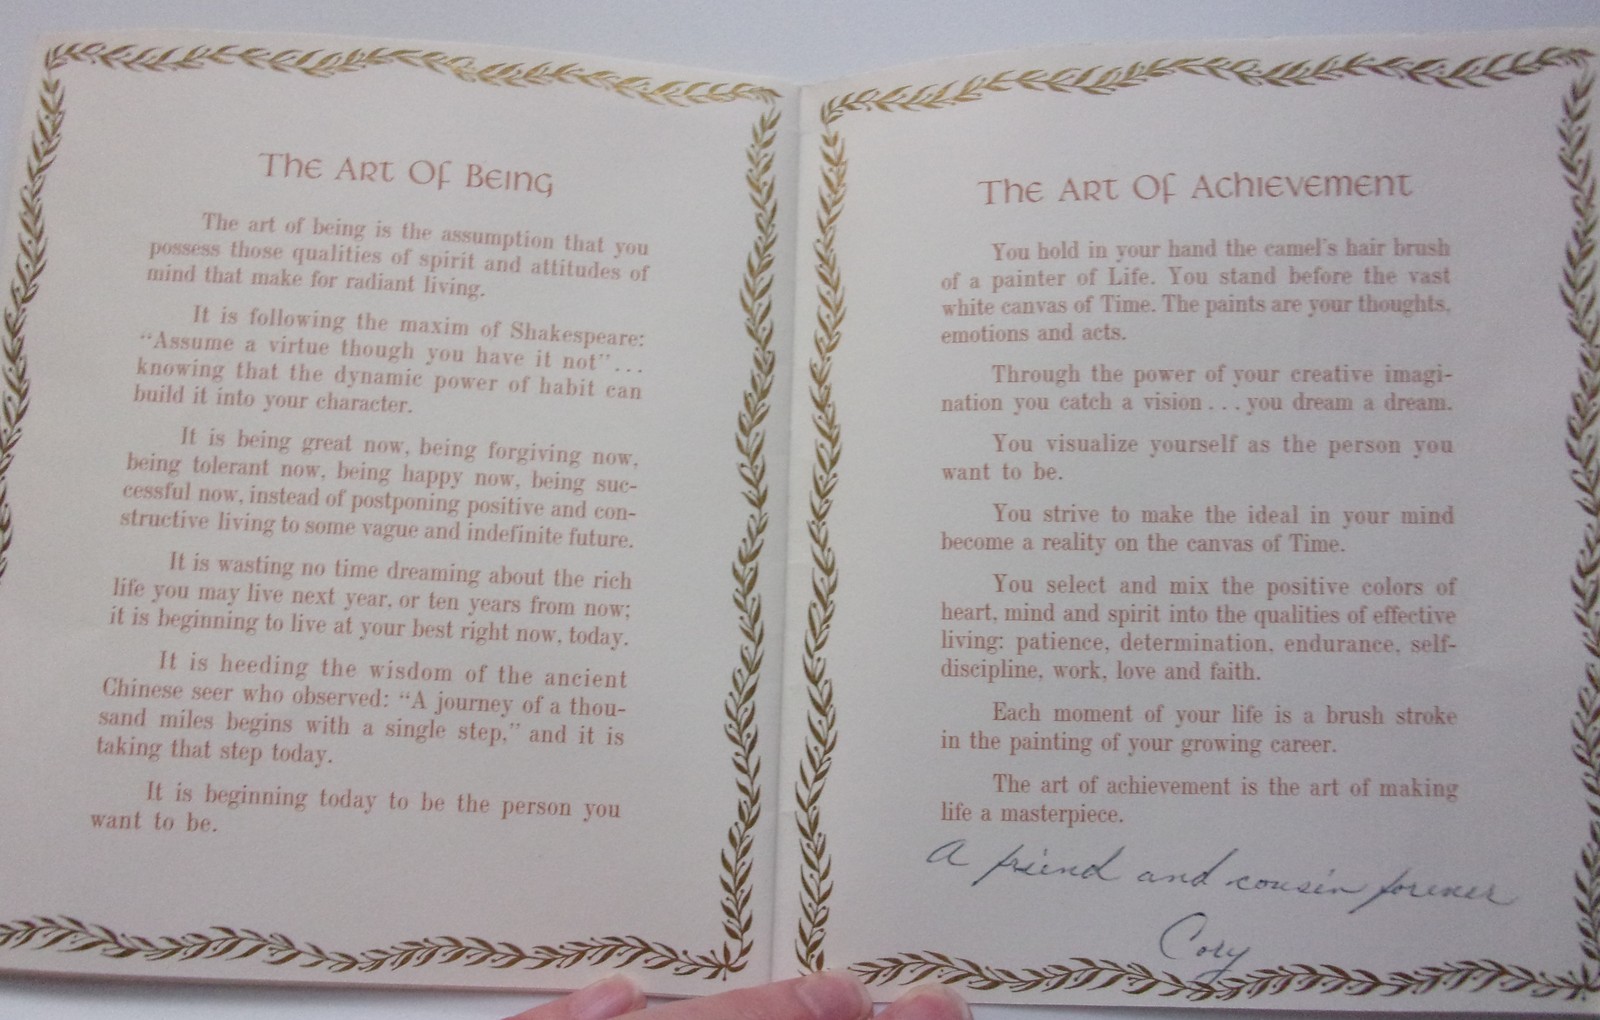 The Art Of Being
The art of being is the assumption that you
possess those qualities of spirit and attitudes of
mind that make for radiant living.
It is following the maxim of Shakespeare:
"Assume a virtue though you have it not"...
knowing that the dynamic power of habit can
build it into your character.
It is being great now, being forgiving now,
being tolerant now, being happy now, being suc-
cessful now, instead of postponing positive and con-
structive living to some vague and indefinite future.
It is wasting no time dreaming about the rich
life you may live next year, or ten years from now;
it is beginning to live at your best right now, today.
It is heeding the wisdom of the ancient
Chinese seer who observed: "A journey of a thou-
sand miles begins with a single step," and it is
taking that step today.
It is beginning today to be the person you
want to be.
The Art Of Achievement
You hold in your hand the camel's hair brush
of a painter of Life. You stand before the vast
white canvas of Time. The paints are your thoughts,
emotions and acts.
Through the power of your creative imagi-
nation you catch a vision...you dream a dream.
You visualize yourself as the person you
want to be.
You strive to make the ideal in your mind
become a reality on the canvas of Time.
You select and mix the positive colors of
heart, mind and spirit into the qualities of effective
living: patience, determination, endurance, self-
discipline, work, love and faith.
Each moment of your life is a brush stroke
in the painting of your growing career.
The art of achievement is the art of making
life a masterpiece.
A friend and cousin forever
Cory